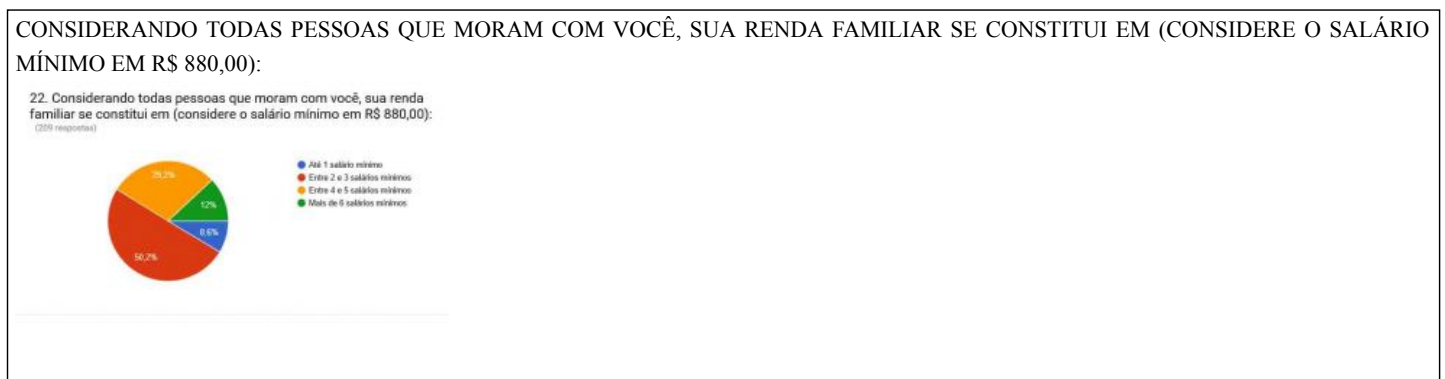 CONSIDERANDO TODAS PESSOAS QUE MORAM COM VOCÊ, SUA RENDA FAMILIAR SE CONSTITUI EM (CONSIDERE O SALÁRIO
MÍNIMO EM R$ 880,00):
22. Considerando todas pessoas que moram com você, sua renda
familiar se constitui em (considere o salário mínimo em R$ 880,00):
(209 respostas)
Até 1 salário mínimo
Entre 2 e 3 salários mínimos
Entre 4 e 5 salários mínimos
Mais de 6 salários mínimos
12%
50,2%